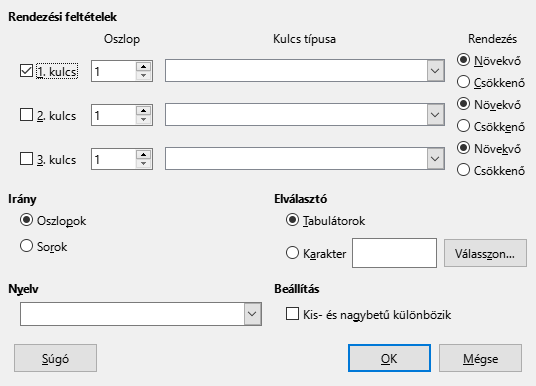 Rendezési feltételek
Oszlop Kulcs típusa Rendezés
1. kulcs 1 Növekvő
Csökkenő
2. kulcs 1 Növekvő
Csökkenő
3. kulcs 1 Növekvő
Csökkenő
Irány Elválasztó
Oszlopok Tabulátorok
Sorok Karakter Válasszon...
Nyelv Beállítás
Kis- és nagybetű különbözik
Súgó OK Mégse